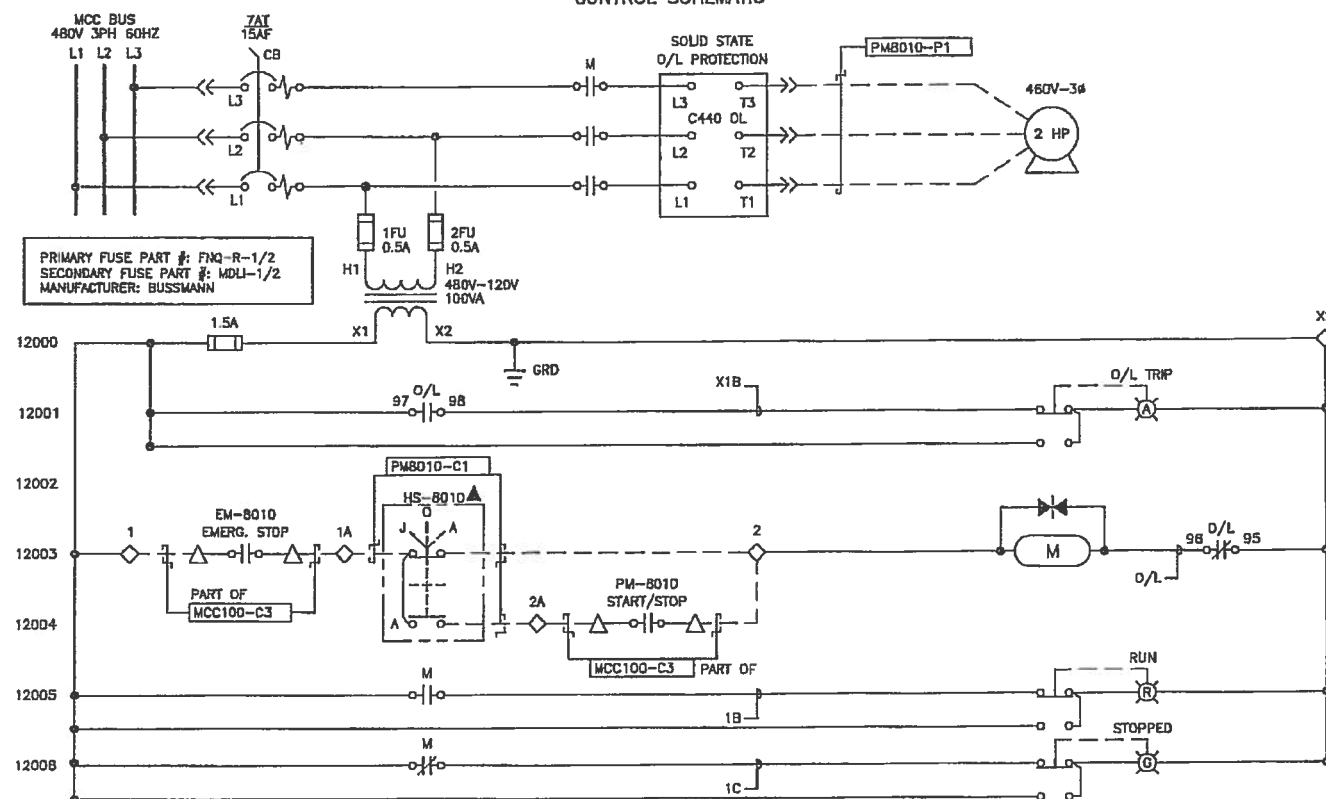 MCC BUS
480V 3PH 60HZ
L1 L2 L3
7AT
15AF
CB
L3
L2
L1
M
SOLID STATE
O/L PROTECTION
L3 T3
C440 OL
L2 T2
L1 T1
PM8010-P1
460V-3ø
2 HP
1FU
0.5A
2FU
0.5A
H1 H2
480V-120V
100VA
PRIMARY FUSE PART #: FNQ-R-1/2
SECONDARY FUSE PART #: MDLI-1/2
MANUFACTURER: BUSSMANN
12000
1.5A
X1 X2
GRD
12001
97 O/L 98
X1B
O/L TRIP
A
12002
PM8010-C1
HS-8010
O
J A
12003
1
EM-8010
EMERG. STOP
1A
PART OF
MCC100-C3
2
M
96 O/L 95
O/L
12004
A
2A
PM-8010
START/STOP
MCC100-C3 PART OF
12005
M
1B
RUN
R
12006
M
1C
STOPPED
G